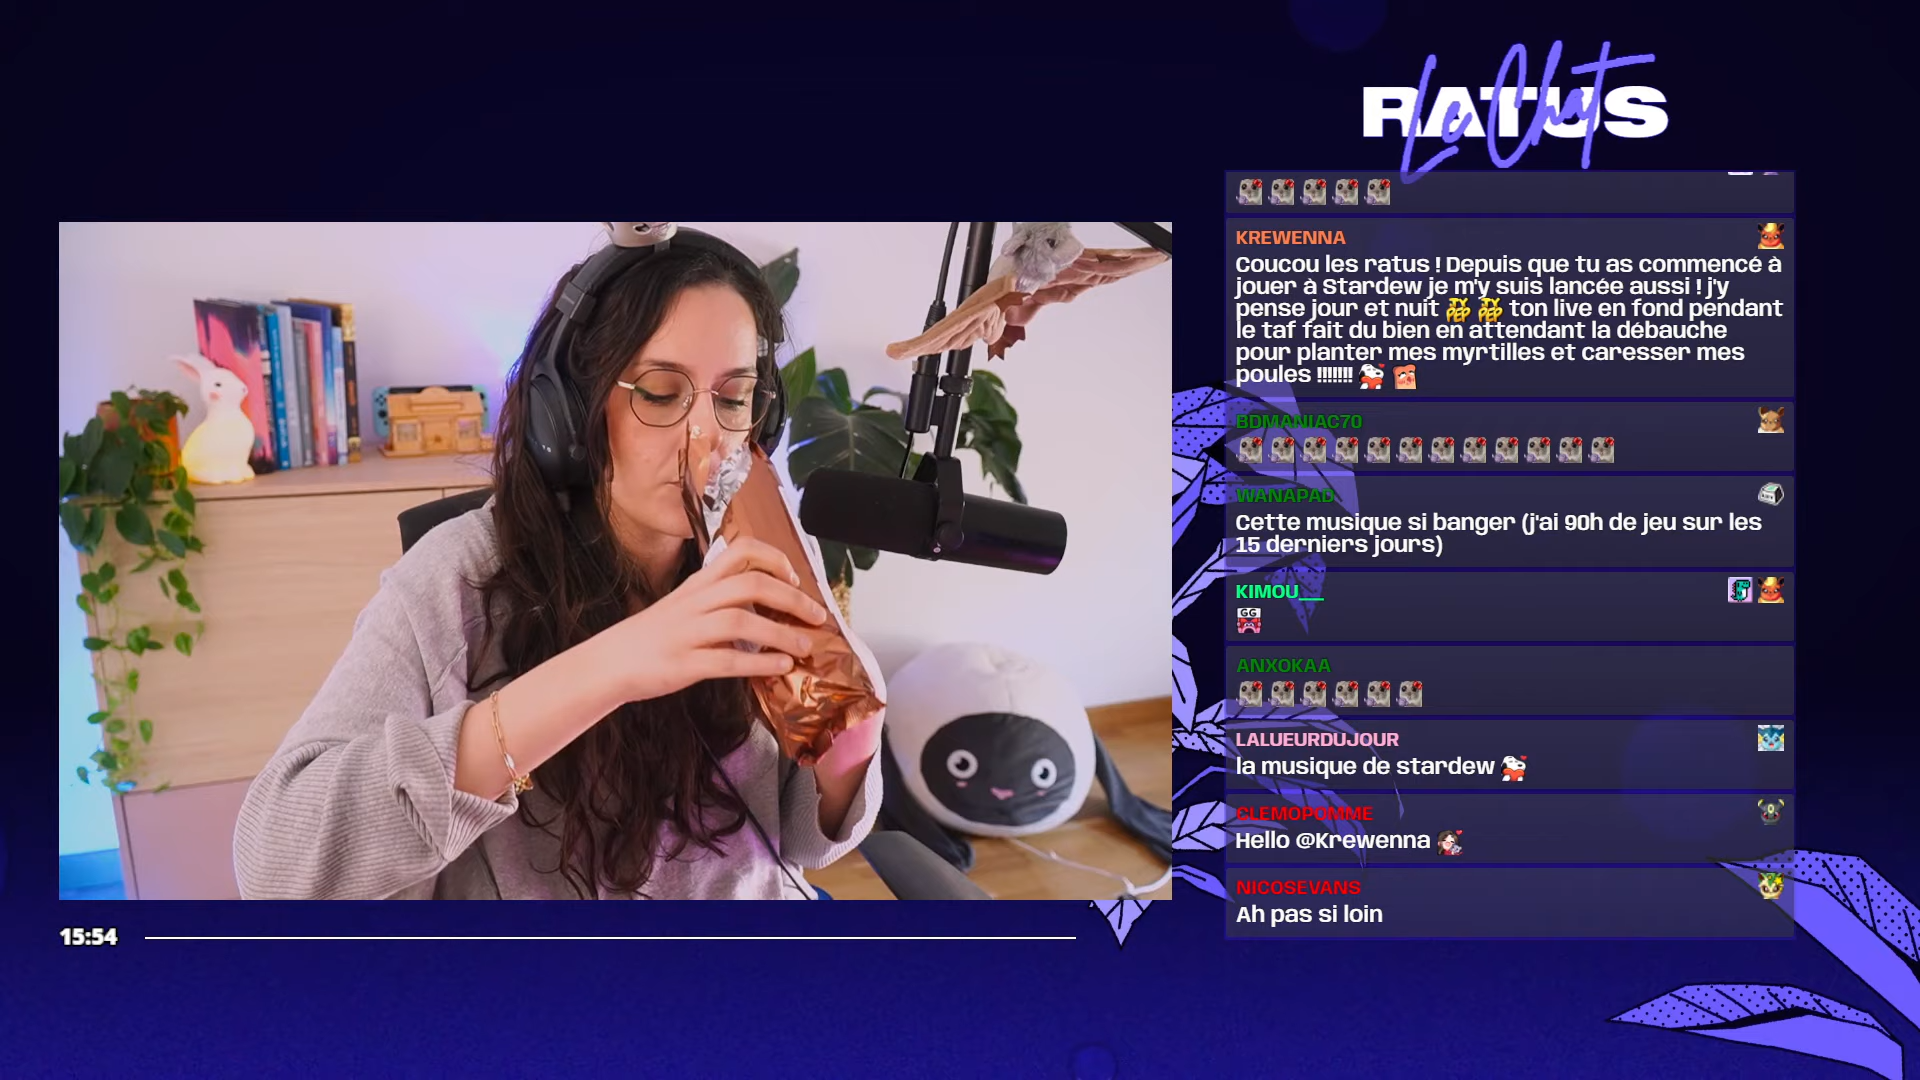 RATUS
Le Chat
KREWENNA
Coucou les ratus ! Depuis que tu as commencé à
jouer à Stardew je m'y suis lancée aussi ! j'y
pense jour et nuit ton live en fond pendant
le taf fait du bien en attendant la débauche
pour planter mes myrtilles et caresser mes
poules !!!!!!!
BDMANIAC70
WANAPAD
Cette musique si banger (j'ai 90h de jeu sur les
15 derniers jours)
KIMOU__
GG
ANXOKAA
LALUEURDUJOUR
la musique de stardew
CLEMOPOMME
Hello @Krewenna
NICOSEVANS
Ah pas si loin
15:54